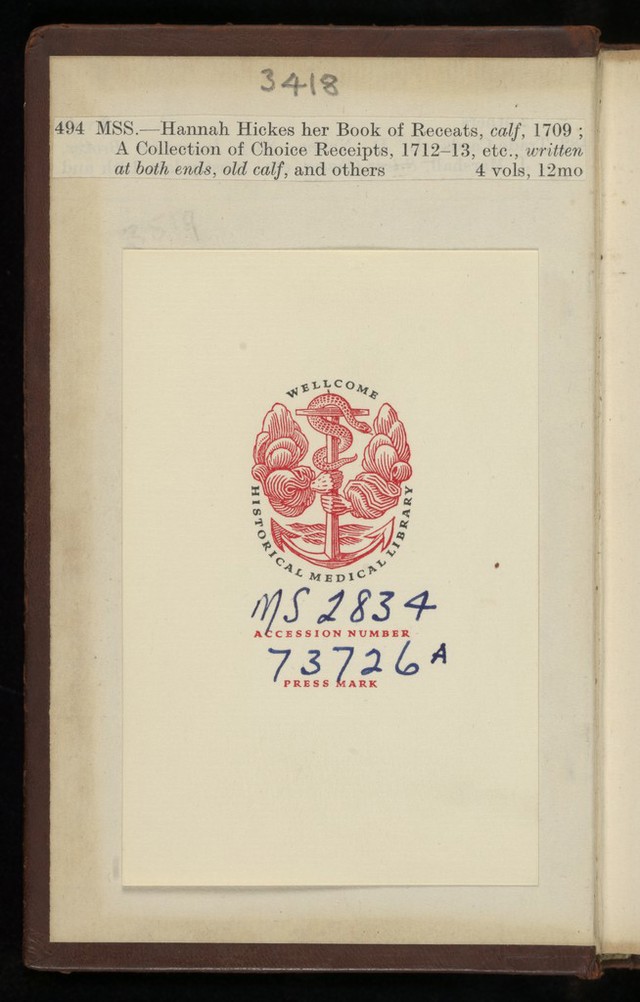 3418
494 MSS.—Hannah Hickes her Book of Receats, calf, 1709 ;
A Collection of Choice Receipts, 1712–13, etc., written
at both ends, old calf, and others 4 vols, 12mo
WELLCOME
HISTORICAL MEDICAL LIBRARY
MS 2834
ACCESSION NUMBER
73726A
PRESS MARK